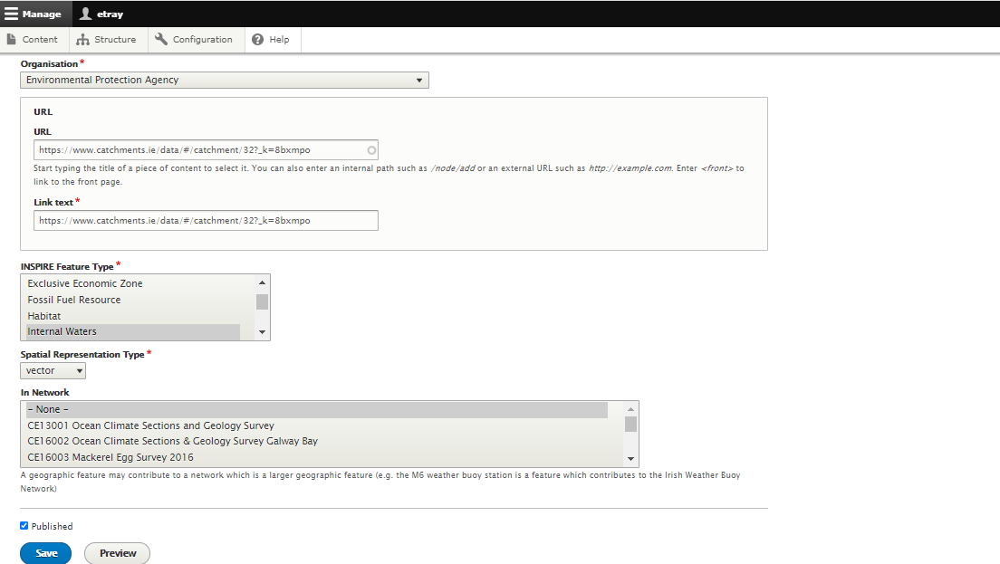 Manage etray
Content Structure Configuration Help
Organisation*
Environmental Protection Agency
URL
URL
https://www.catchments.ie/data/#/catchment/32?_k=8bxmpo
Start typing the title of a piece of content to select it. You can also enter an internal path such as /node/add or an external URL such as http://example.com. Enter <front> to
link to the front page.
Link text*
https://www.catchments.ie/data/#/catchment/32?_k=8bxmpo
INSPIRE Feature Type*
Exclusive Economic Zone
Fossil Fuel Resource
Habitat
Internal Waters
Spatial Representation Type*
vector
In Network
- None -
CE13001 Ocean Climate Sections and Geology Survey
CE16002 Ocean Climate Sections & Geology Survey Galway Bay
CE16003 Mackerel Egg Survey 2016
A geographic feature may contribute to a network which is a larger geographic feature (e.g. the M6 weather buoy station is a feature which contributes to the Irish Weather Buoy
Network)
Published
Save Preview